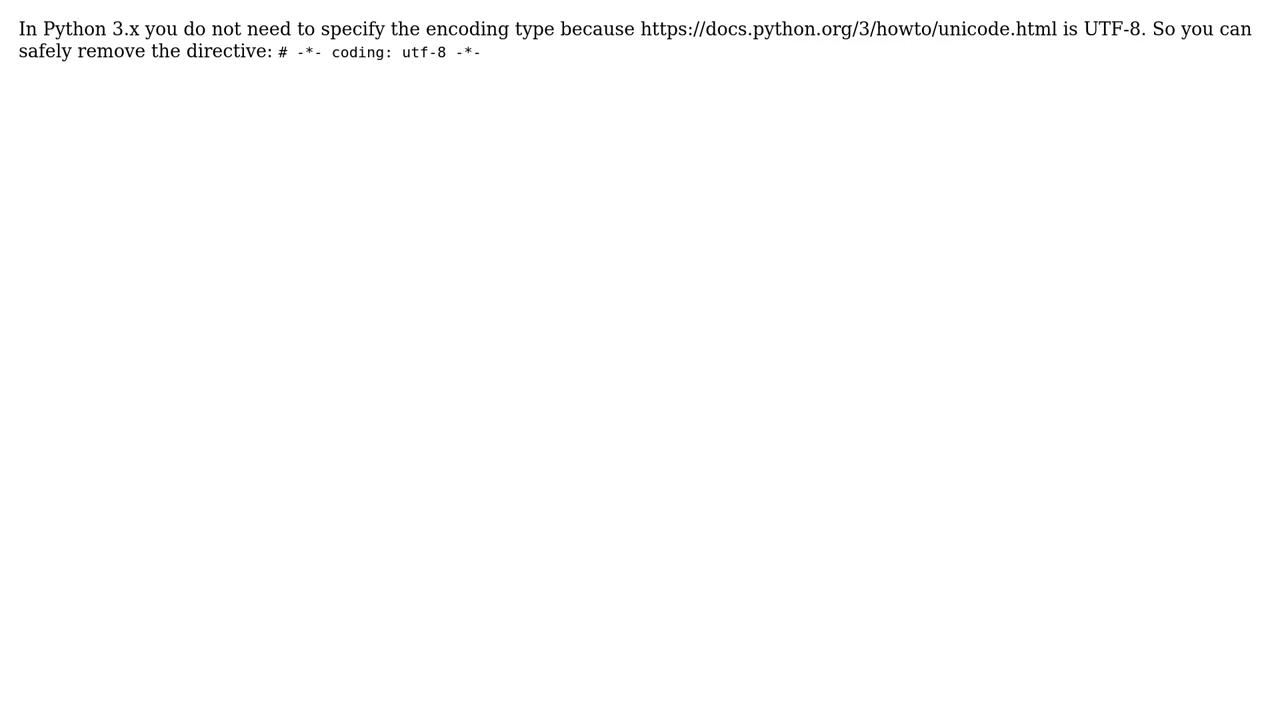 In Python 3.x you do not need to specify the encoding type because https://docs.python.org/3/howto/unicode.html is UTF-8. So you can
safely remove the directive: # -*- coding: utf-8 -*-